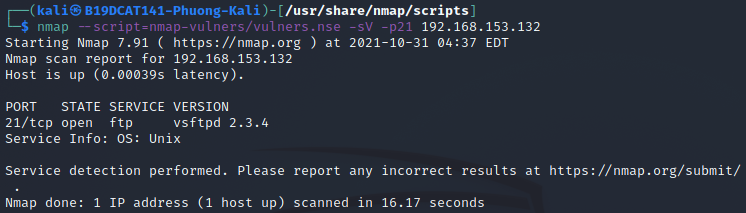 ┌──(kali㉿B19DCAT141-Phuong-Kali)-[/usr/share/nmap/scripts]
└─$ nmap --script=nmap-vulners/vulners.nse -sV -p21 192.168.153.132
Starting Nmap 7.91 ( https://nmap.org ) at 2021-10-31 04:37 EDT
Nmap scan report for 192.168.153.132
Host is up (0.00039s latency).

PORT   STATE SERVICE VERSION
21/tcp open  ftp     vsftpd 2.3.4
Service Info: OS: Unix

Service detection performed. Please report any incorrect results at https://nmap.org/submit/
 .
Nmap done: 1 IP address (1 host up) scanned in 16.17 seconds